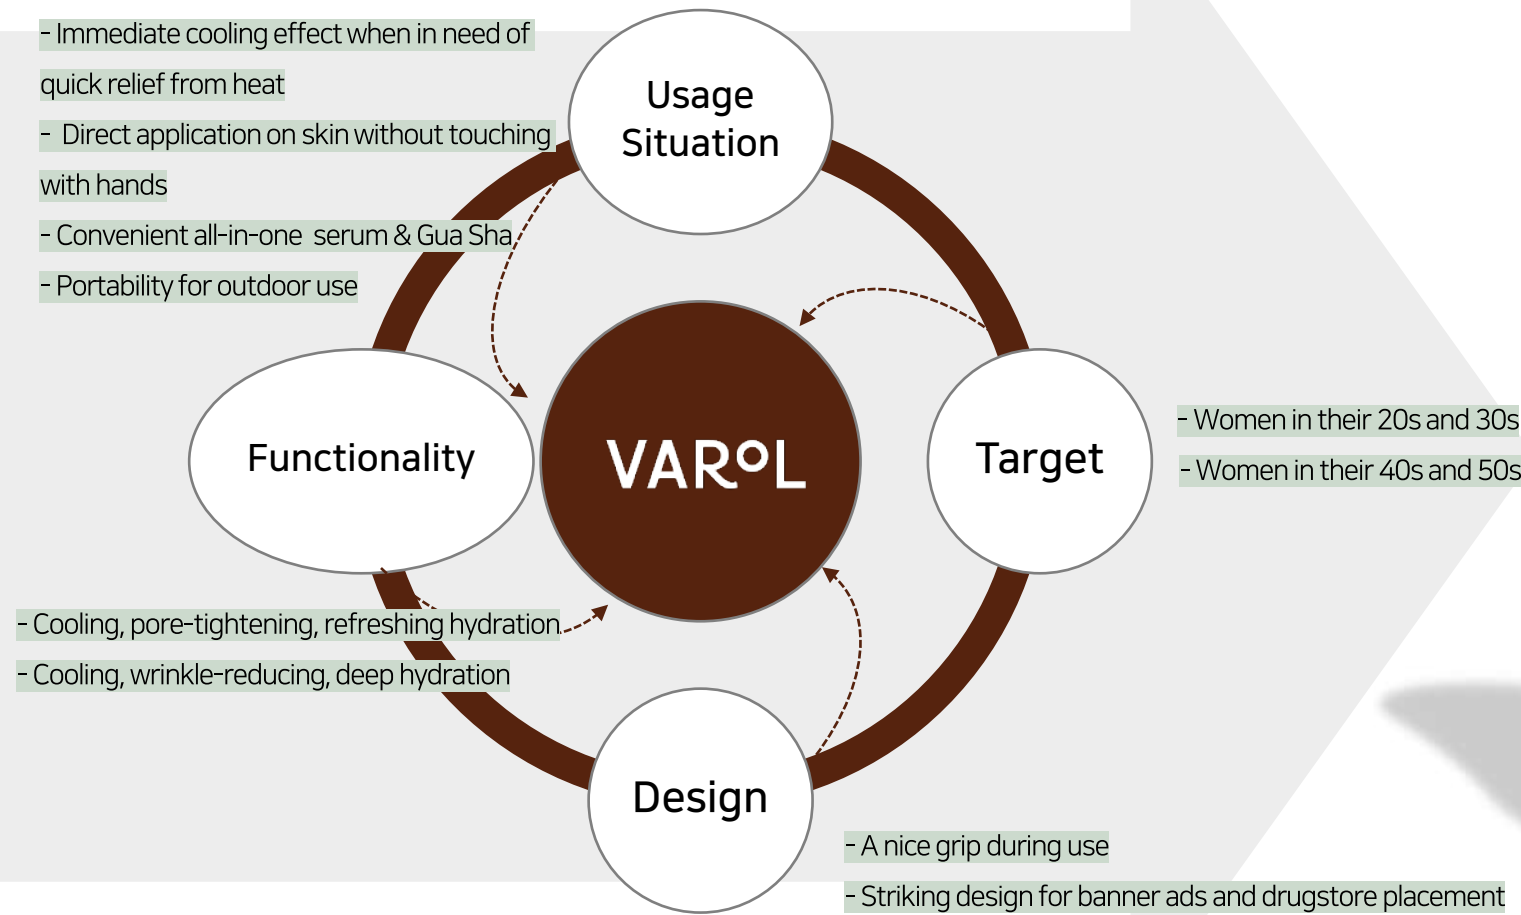 - Immediate cooling effect when in need of
quick relief from heat
- Direct application on skin without touching
with hands
- Convenient all-in-one serum & Gua Sha
- Portability for outdoor use
Usage
Situation
Functionality
VARoL
Target
- Women in their 20s and 30s
- Women in their 40s and 50s
- Cooling, pore-tightening, refreshing hydration
- Cooling, wrinkle-reducing, deep hydration
Design
- A nice grip during use
- Striking design for banner ads and drugstore placement